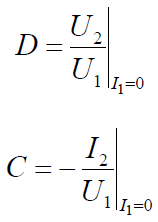 D = U₂/U₁|I₁=0
C = −I₂/U₁|I₁=0